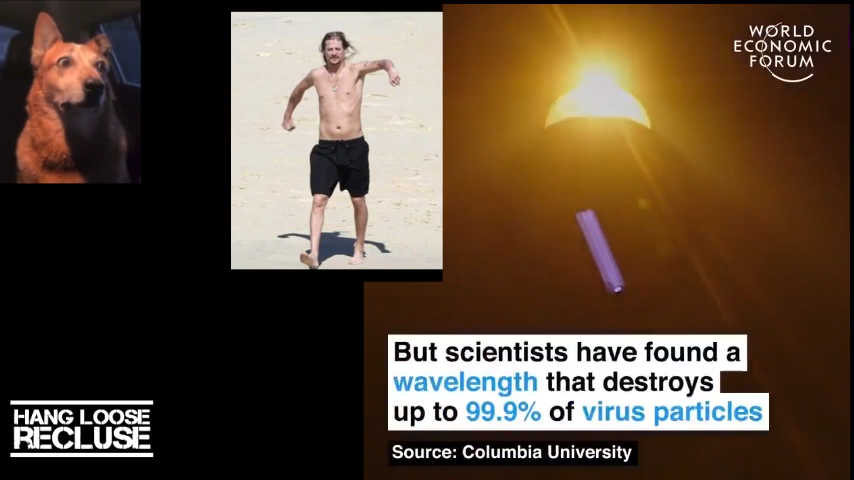 WORLD
ECONOMIC
FORUM
But scientists have found a
wavelength that destroys
up to 99.9% of virus particles
Source: Columbia University
HANG LOOSE
RECLUSE